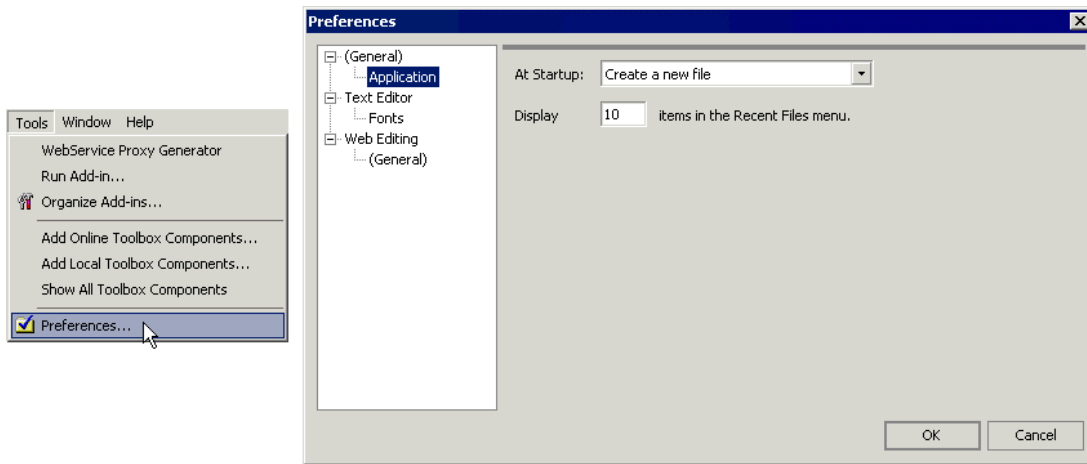 Tools Window Help
WebService Proxy Generator
Run Add-in...
Organize Add-ins...
Add Online Toolbox Components...
Add Local Toolbox Components...
Show All Toolbox Components
Preferences...
Preferences
(General)
Application
Text Editor
Fonts
Web Editing
(General)
At Startup: Create a new file
Display 10 items in the Recent Files menu.
OK Cancel